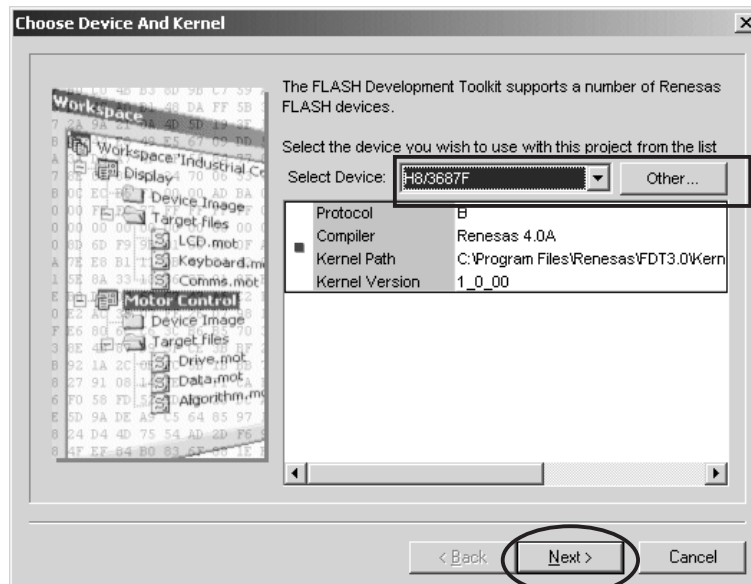 Choose Device And Kernel
The FLASH Development Toolkit supports a number of Renesas
FLASH devices.
Select the device you wish to use with this project from the list
Select Device: H8/3687F Other...
Protocol B
Compiler Renesas 4.0A
Kernel Path C:\Program Files\Renesas\FDT3.0\Kern
Kernel Version 1_0_00
Workspace
Workspace 'Industrial Co
Display
Device Image
Target files
LCD.mot
Keyboard.m
Comms.mot
Motor Control
Device Image
Target files
Drive.mot
Data.mot
Algorithm.mo
< Back Next > Cancel